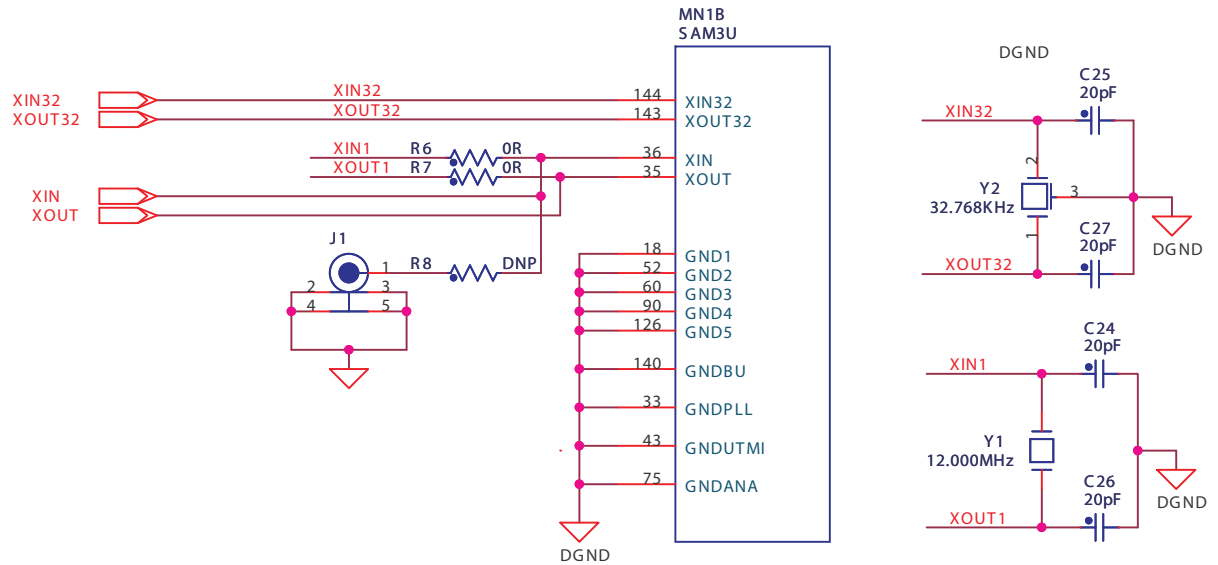 MN1B
SAM3U
XIN32
XOUT32
XIN32
XOUT32
144
143
XIN32
XOUT32
XIN1
R6
0R
36
XIN
XOUT1
R7
0R
35
XOUT
XIN
XOUT
J1
1
R8
DNP
2
3
4
5
18
GND1
52
GND2
60
GND3
90
GND4
126
GND5
140
GNDBU
33
GNDPLL
43
GNDUTMI
75
GNDANA
DGND
DGND
C25
20pF
XIN32
2
Y2
32.768KHz
3
1
DGND
C27
20pF
XOUT32
C24
20pF
XIN1
Y1
12.000MHz
C26
20pF
DGND
XOUT1